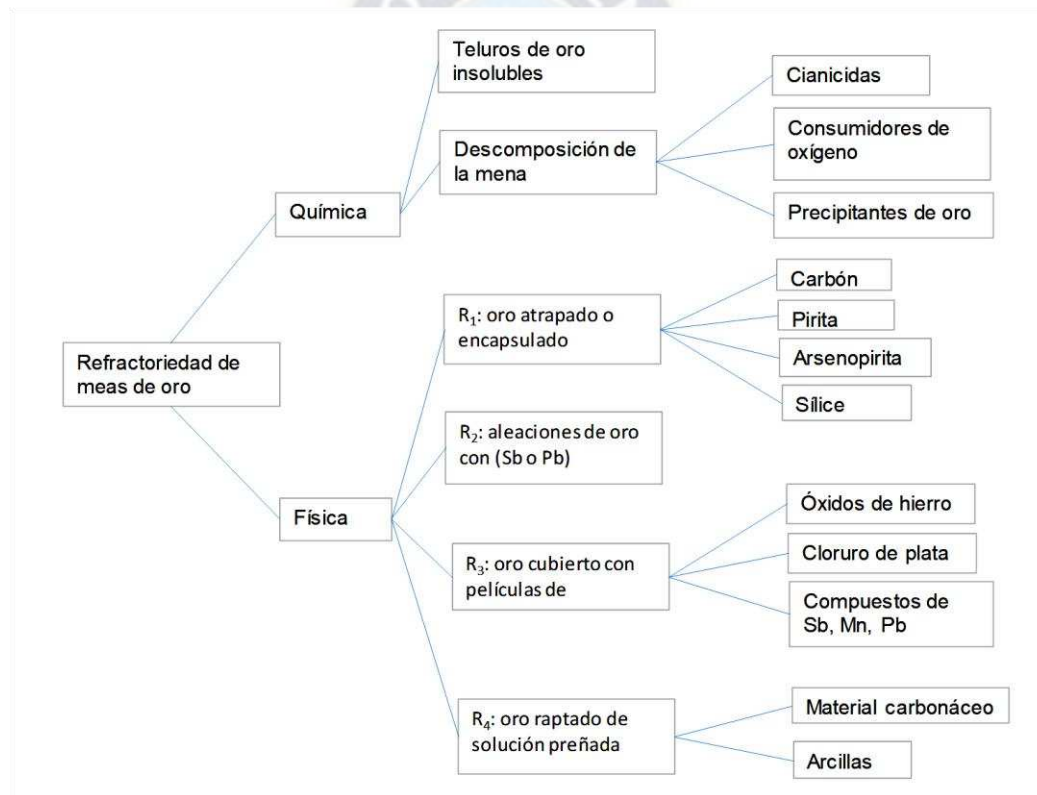 Teluros de oro
insolubles
Cianicidas
Descomposición de
la mena
Consumidores de
oxígeno
Química
Precipitantes de oro
Carbón
R₁: oro atrapado o
encapsulado
Pirita
Refractoriedad de
meas de oro
Arsenopirita
Sílice
R₂: aleaciones de oro
con (Sb o Pb)
Física
Óxidos de hierro
R₃: oro cubierto con
películas de
Cloruro de plata
Compuestos de
Sb, Mn, Pb
R₄: oro raptado de
solución preñada
Material carbonáceo
Arcillas